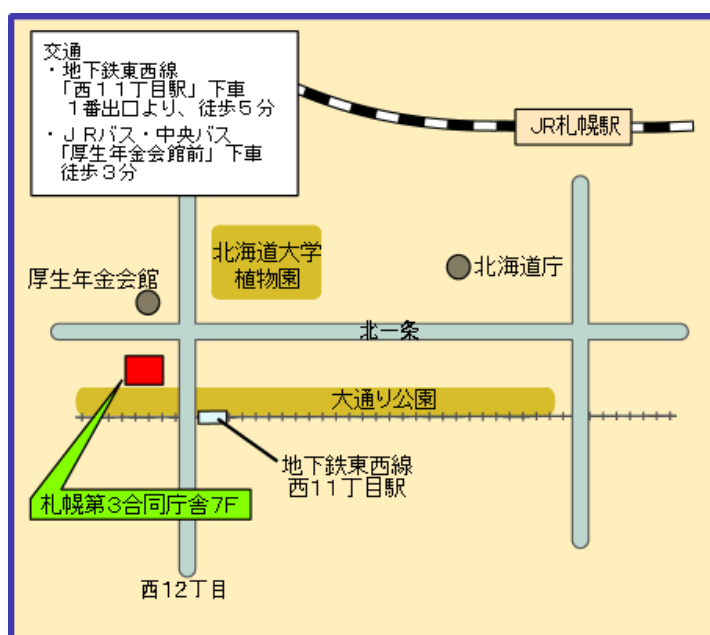 交通
・地下鉄東西線
「西11丁目駅」下車
1番出口より、徒歩5分
・JRバス・中央バス
「厚生年金会館前」下車
徒歩3分
JR札幌駅
北海道大学
植物園
北海道庁
厚生年金会館
北一条
大通り公園
地下鉄東西線
西11丁目駅
札幌第3合同庁舎7F
西12丁目